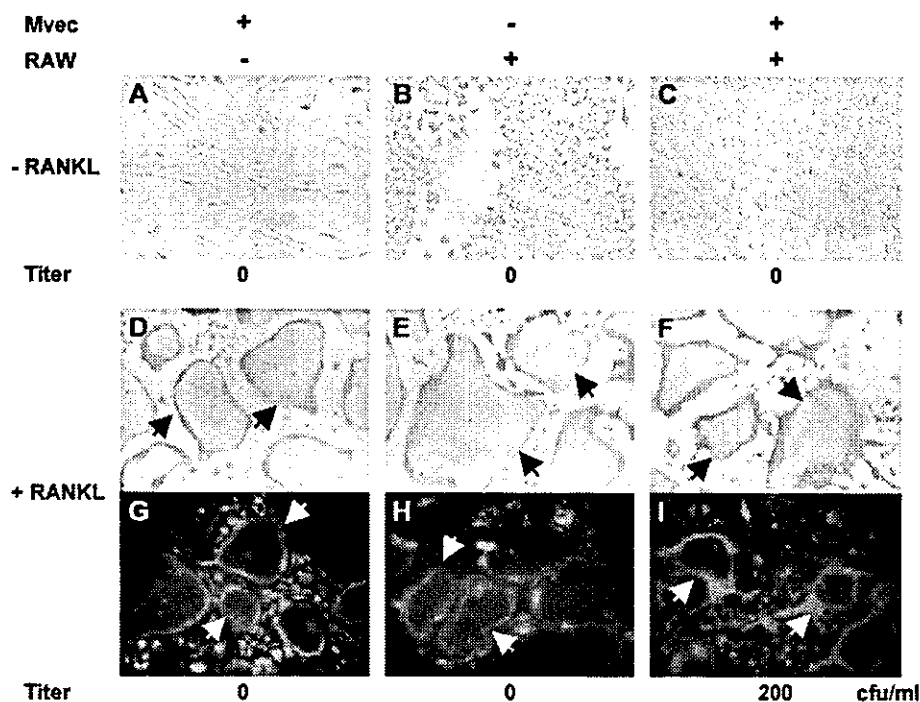 Mvec + - +
RAW - + +
A B C
- RANKL
Titer 0 0 0
D E F
+ RANKL
G H I
Titer 0 0 200 cfu/ml